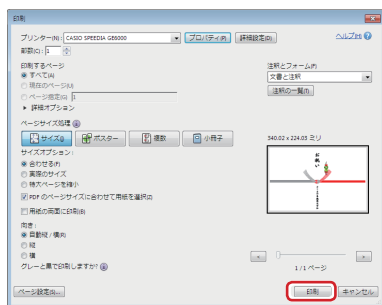 印刷
プリンター(N): CASIO SPEEDIA GE6000 プロパティ(P) 詳細設定(D) ヘルプ(H)
部数(C): 1
印刷するページ
すべて(A)
現在のページ(U)
ページ指定(G) 1
詳細オプション
注釈とフォーム(M)
文書と注釈
注釈の一覧(T)
ページサイズ処理
サイズ(I) ポスター 複数 小冊子
サイズオプション:
合わせる(F)
実際のサイズ
特大ページを縮小
PDF のページサイズに合わせて用紙を選択(Z)
用紙の両面に印刷(B)
向き:
自動縦 / 横(R)
縦
横
グレーと黒で印刷しますか?
340.02 x 224.03 ミリ
お祝い
1 / 1 ページ
ページ設定(S)... 印刷 キャンセル